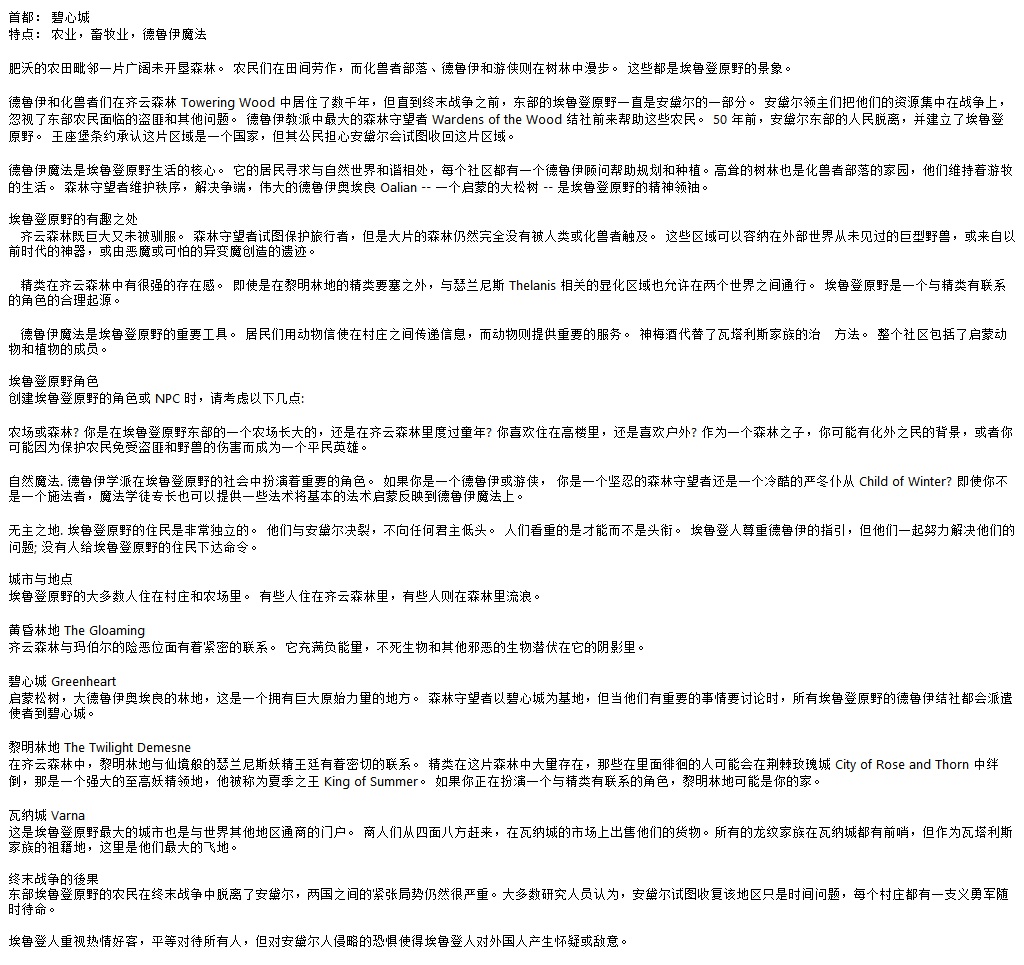 首都： 碧心城
特点： 农业，畜牧业，德鲁伊魔法
肥沃的农田毗邻一片广阔未开垦森林。 农民们在田间劳作，而化兽者部落、德鲁伊和游侠则在树林中漫步。 这些都是埃鲁登原野的景象。
德鲁伊和化兽者们在齐云森林 Towering Wood 中居住了数千年，但直到终末战争之前，东部的埃鲁登原野一直是安黛尔的一部分。 安黛尔领主们把他们的资源集中在战争上，
忽视了东部农民面临的盗匪和其他问题。 德鲁伊教派中最大的森林守望者 Wardens of the Wood 结社前来帮助这些农民。 50 年前，安黛尔东部的人民脱离，并建立了埃鲁登
原野。 王座堡条约承认这片区域是一个国家，但其公民担心安黛尔会试图收回这片区域。
德鲁伊魔法是埃鲁登原野生活的核心。 它的居民寻求与自然世界和谐相处，每个社区都有一个德鲁伊顾问帮助规划和种植。高耸的树林也是化兽者部落的家园，他们维持着游牧
的生活。 森林守望者维护秩序，解决争端，伟大的德鲁伊奥埃良 Oalian -- 一个启蒙的大松树 -- 是埃鲁登原野的精神领袖。
埃鲁登原野的有趣之处
齐云森林既巨大又未被驯服。 森林守望者试图保护旅行者，但是大片的森林仍然完全没有被人类或化兽者触及。 这些区域可以容纳在外部世界从未见过的巨型野兽，或来自以
前时代的神器，或由恶魔或可怕的异变魔创造的遗迹。
精类在齐云森林中有很强的存在感。 即使是在黎明林地的精类要塞之外，与瑟兰尼斯 Thelanis 相关的显化区域也允许在两个世界之间通行。 埃鲁登原野是一个与精类有联系
的角色的合理起源。
德鲁伊魔法是埃鲁登原野的重要工具。 居民们用动物信使在村庄之间传递信息，而动物则提供重要的服务。 神梅酒代替了瓦塔利斯家族的治 方法。 整个社区包括了启蒙动
物和植物的成员。
埃鲁登原野角色
创建埃鲁登原野的角色或 NPC 时，请考虑以下几点:
农场或森林? 你是在埃鲁登原野东部的一个农场长大的，还是在齐云森林里度过童年? 你喜欢住在高楼里，还是喜欢户外? 作为一个森林之子，你可能有化外之民的背景，或者你
可能因为保护农民免受盗匪和野兽的伤害而成为一个平民英雄。
自然魔法. 德鲁伊学派在埃鲁登原野的社会中扮演着重要的角色。 如果你是一个德鲁伊或游侠， 你是一个坚忍的森林守望者还是一个冷酷的严冬仆从 Child of Winter? 即使你不
是一个施法者，魔法学徒专长也可以提供一些法术将基本的法术启蒙反映到德鲁伊魔法上。
无主之地. 埃鲁登原野的住民是非常独立的。 他们与安黛尔决裂，不向任何君主低头。 人们看重的是才能而不是头衔。 埃鲁登人尊重德鲁伊的指引，但他们一起努力解决他们的
问题; 没有人给埃鲁登原野的住民下达命令。
城市与地点
埃鲁登原野的大多数人住在村庄和农场里。 有些人住在齐云森林里，有些人则在森林里流浪。
黄昏林地 The Gloaming
齐云森林与玛伯尔的险恶位面有着紧密的联系。 它充满负能量，不死生物和其他邪恶的生物潜伏在它的阴影里。
碧心城 Greenheart
启蒙松树，大德鲁伊奥埃良的林地，这是一个拥有巨大原始力量的地方。 森林守望者以碧心城为基地，但当他们有重要的事情要讨论时，所有埃鲁登原野的德鲁伊结社都会派遣
使者到碧心城。
黎明林地 The Twilight Demesne
在齐云森林中，黎明林地与仙境般的瑟兰尼斯妖精王廷有着密切的联系。 精类在这片森林中大量存在，那些在里面徘徊的人可能会在荆棘玫瑰城 City of Rose and Thorn 中绊
倒，那是一个强大的至高妖精领地，他被称为夏季之王 King of Summer。 如果你正在扮演一个与精类有联系的角色，黎明林地可能是你的家。
瓦纳城 Varna
这是埃鲁登原野最大的城市也是与世界其他地区通商的门户。 商人们从四面八方赶来，在瓦纳城的市场上出售他们的货物。所有的龙纹家族在瓦纳城都有前哨，但作为瓦塔利斯
家族的祖籍地，这里是他们最大的飞地。
终末战争的後果
东部埃鲁登原野的农民在终末战争中脱离了安黛尔，两国之间的紧张局势仍然很严重。大多数研究人员认为，安黛尔试图收复该地区只是时间问题，每个村庄都有一支义勇军随
时待命。
埃鲁登人重视热情好客，平等对待所有人，但对安黛尔人侵略的恐惧使得埃鲁登人对外国人产生怀疑或敌意。